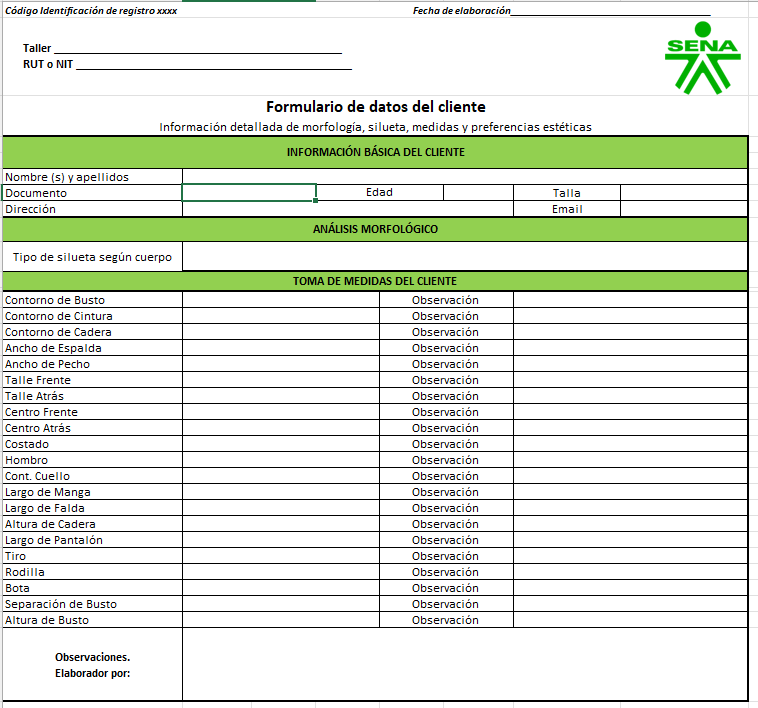 Código Identificación de registro xxxx Fecha de elaboración
Taller
RUT o NIT
SENA
Formulario de datos del cliente
Información detallada de morfología, silueta, medidas y preferencias estéticas
INFORMACIÓN BÁSICA DEL CLIENTE
Nombre (s) y apellidos
Documento Edad Talla
Dirección Email
ANÁLISIS MORFOLÓGICO
Tipo de silueta según cuerpo
TOMA DE MEDIDAS DEL CLIENTE
Contorno de Busto Observación
Contorno de Cintura Observación
Contorno de Cadera Observación
Ancho de Espalda Observación
Ancho de Pecho Observación
Talle Frente Observación
Talle Atrás Observación
Centro Frente Observación
Centro Atrás Observación
Costado Observación
Hombro Observación
Cont. Cuello Observación
Largo de Manga Observación
Largo de Falda Observación
Altura de Cadera Observación
Largo de Pantalón Observación
Tiro Observación
Rodilla Observación
Bota Observación
Separación de Busto Observación
Altura de Busto Observación
Observaciones.
Elaborador por: